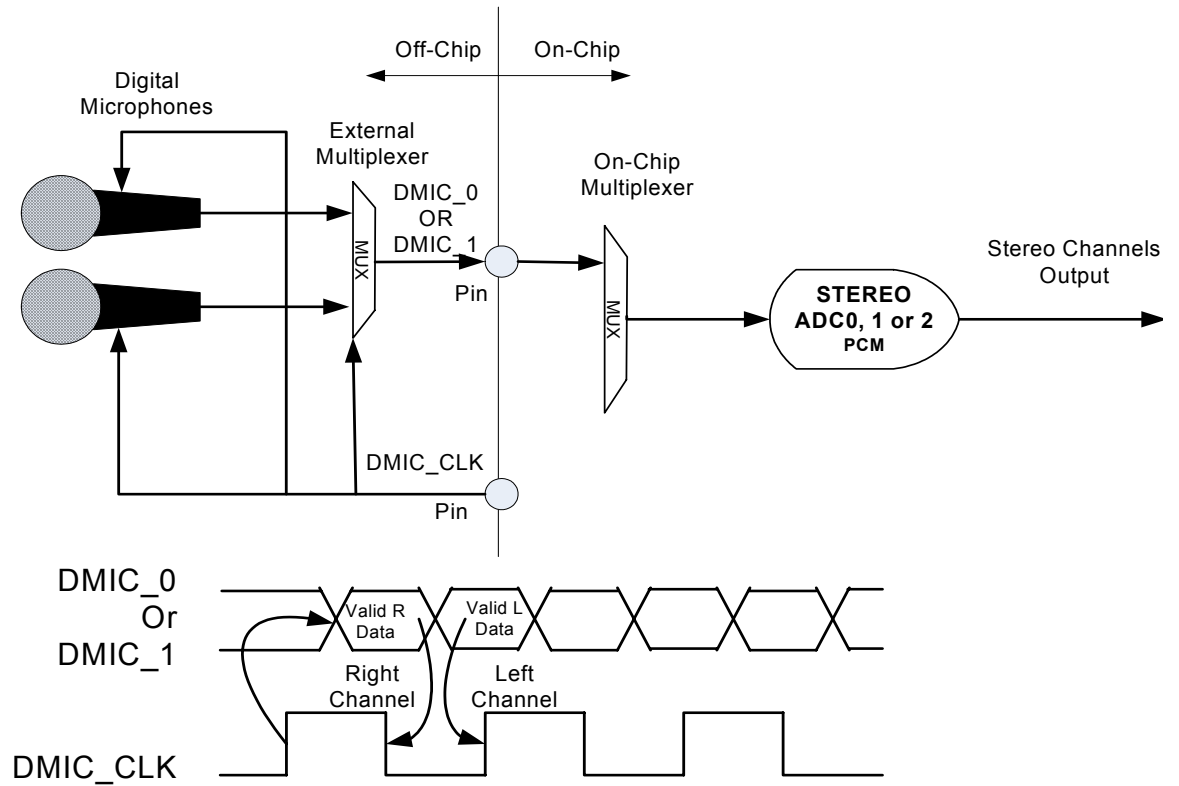 Off-Chip
On-Chip
Digital
Microphones
External
Multiplexer
On-Chip
Multiplexer
DMIC_0
OR
DMIC_1
MUX
Pin
MUX
STEREO
ADC0, 1 or 2
PCM
Stereo Channels
Output
DMIC_CLK
Pin
DMIC_0
Or
DMIC_1
Valid R
Data
Valid L
Data
Right
Channel
Left
Channel
DMIC_CLK